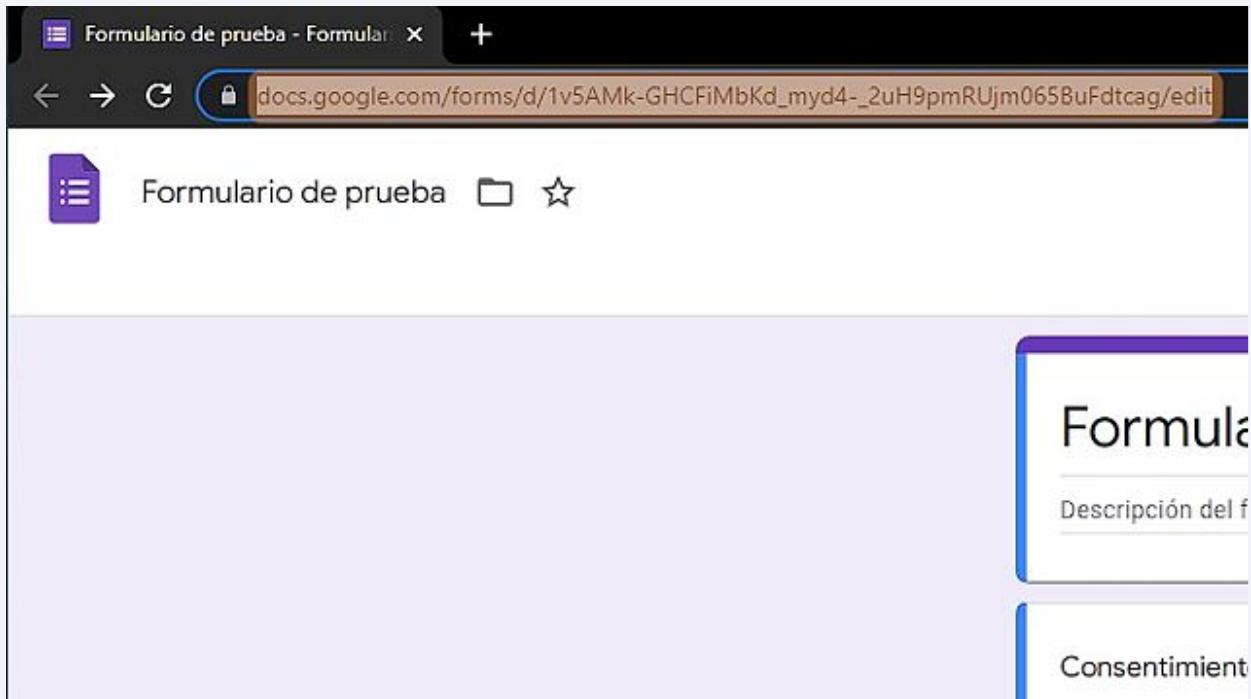 Formulario de prueba - Formular
docs.google.com/forms/d/1v5AMk-GHCFiMbKd_myd4-_2uH9pmRUjm065BuFdtcag/edit
Formulario de prueba
Formula
Descripción del f
Consentimient